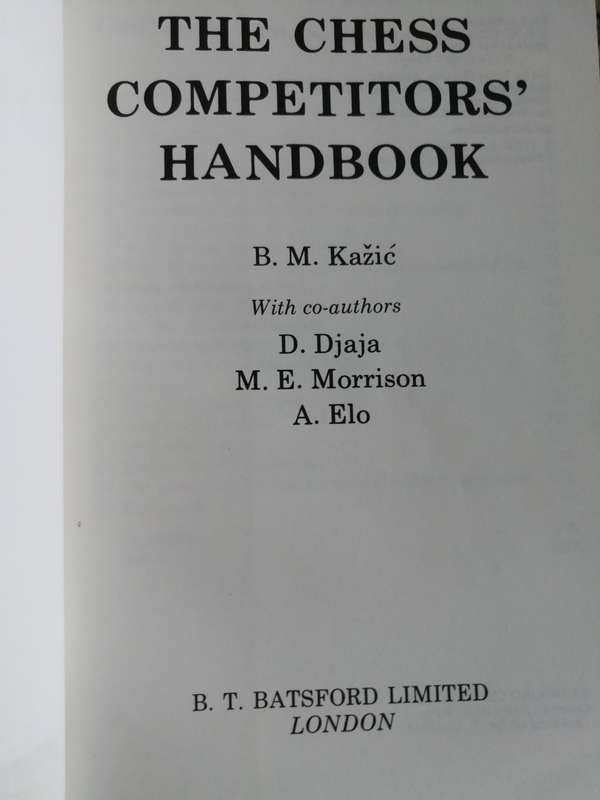 THE CHESS
COMPETITORS'
HANDBOOK
B. M. Kažić
With co-authors
D. Djaja
M. E. Morrison
A. Elo
B. T. BATSFORD LIMITED
LONDON